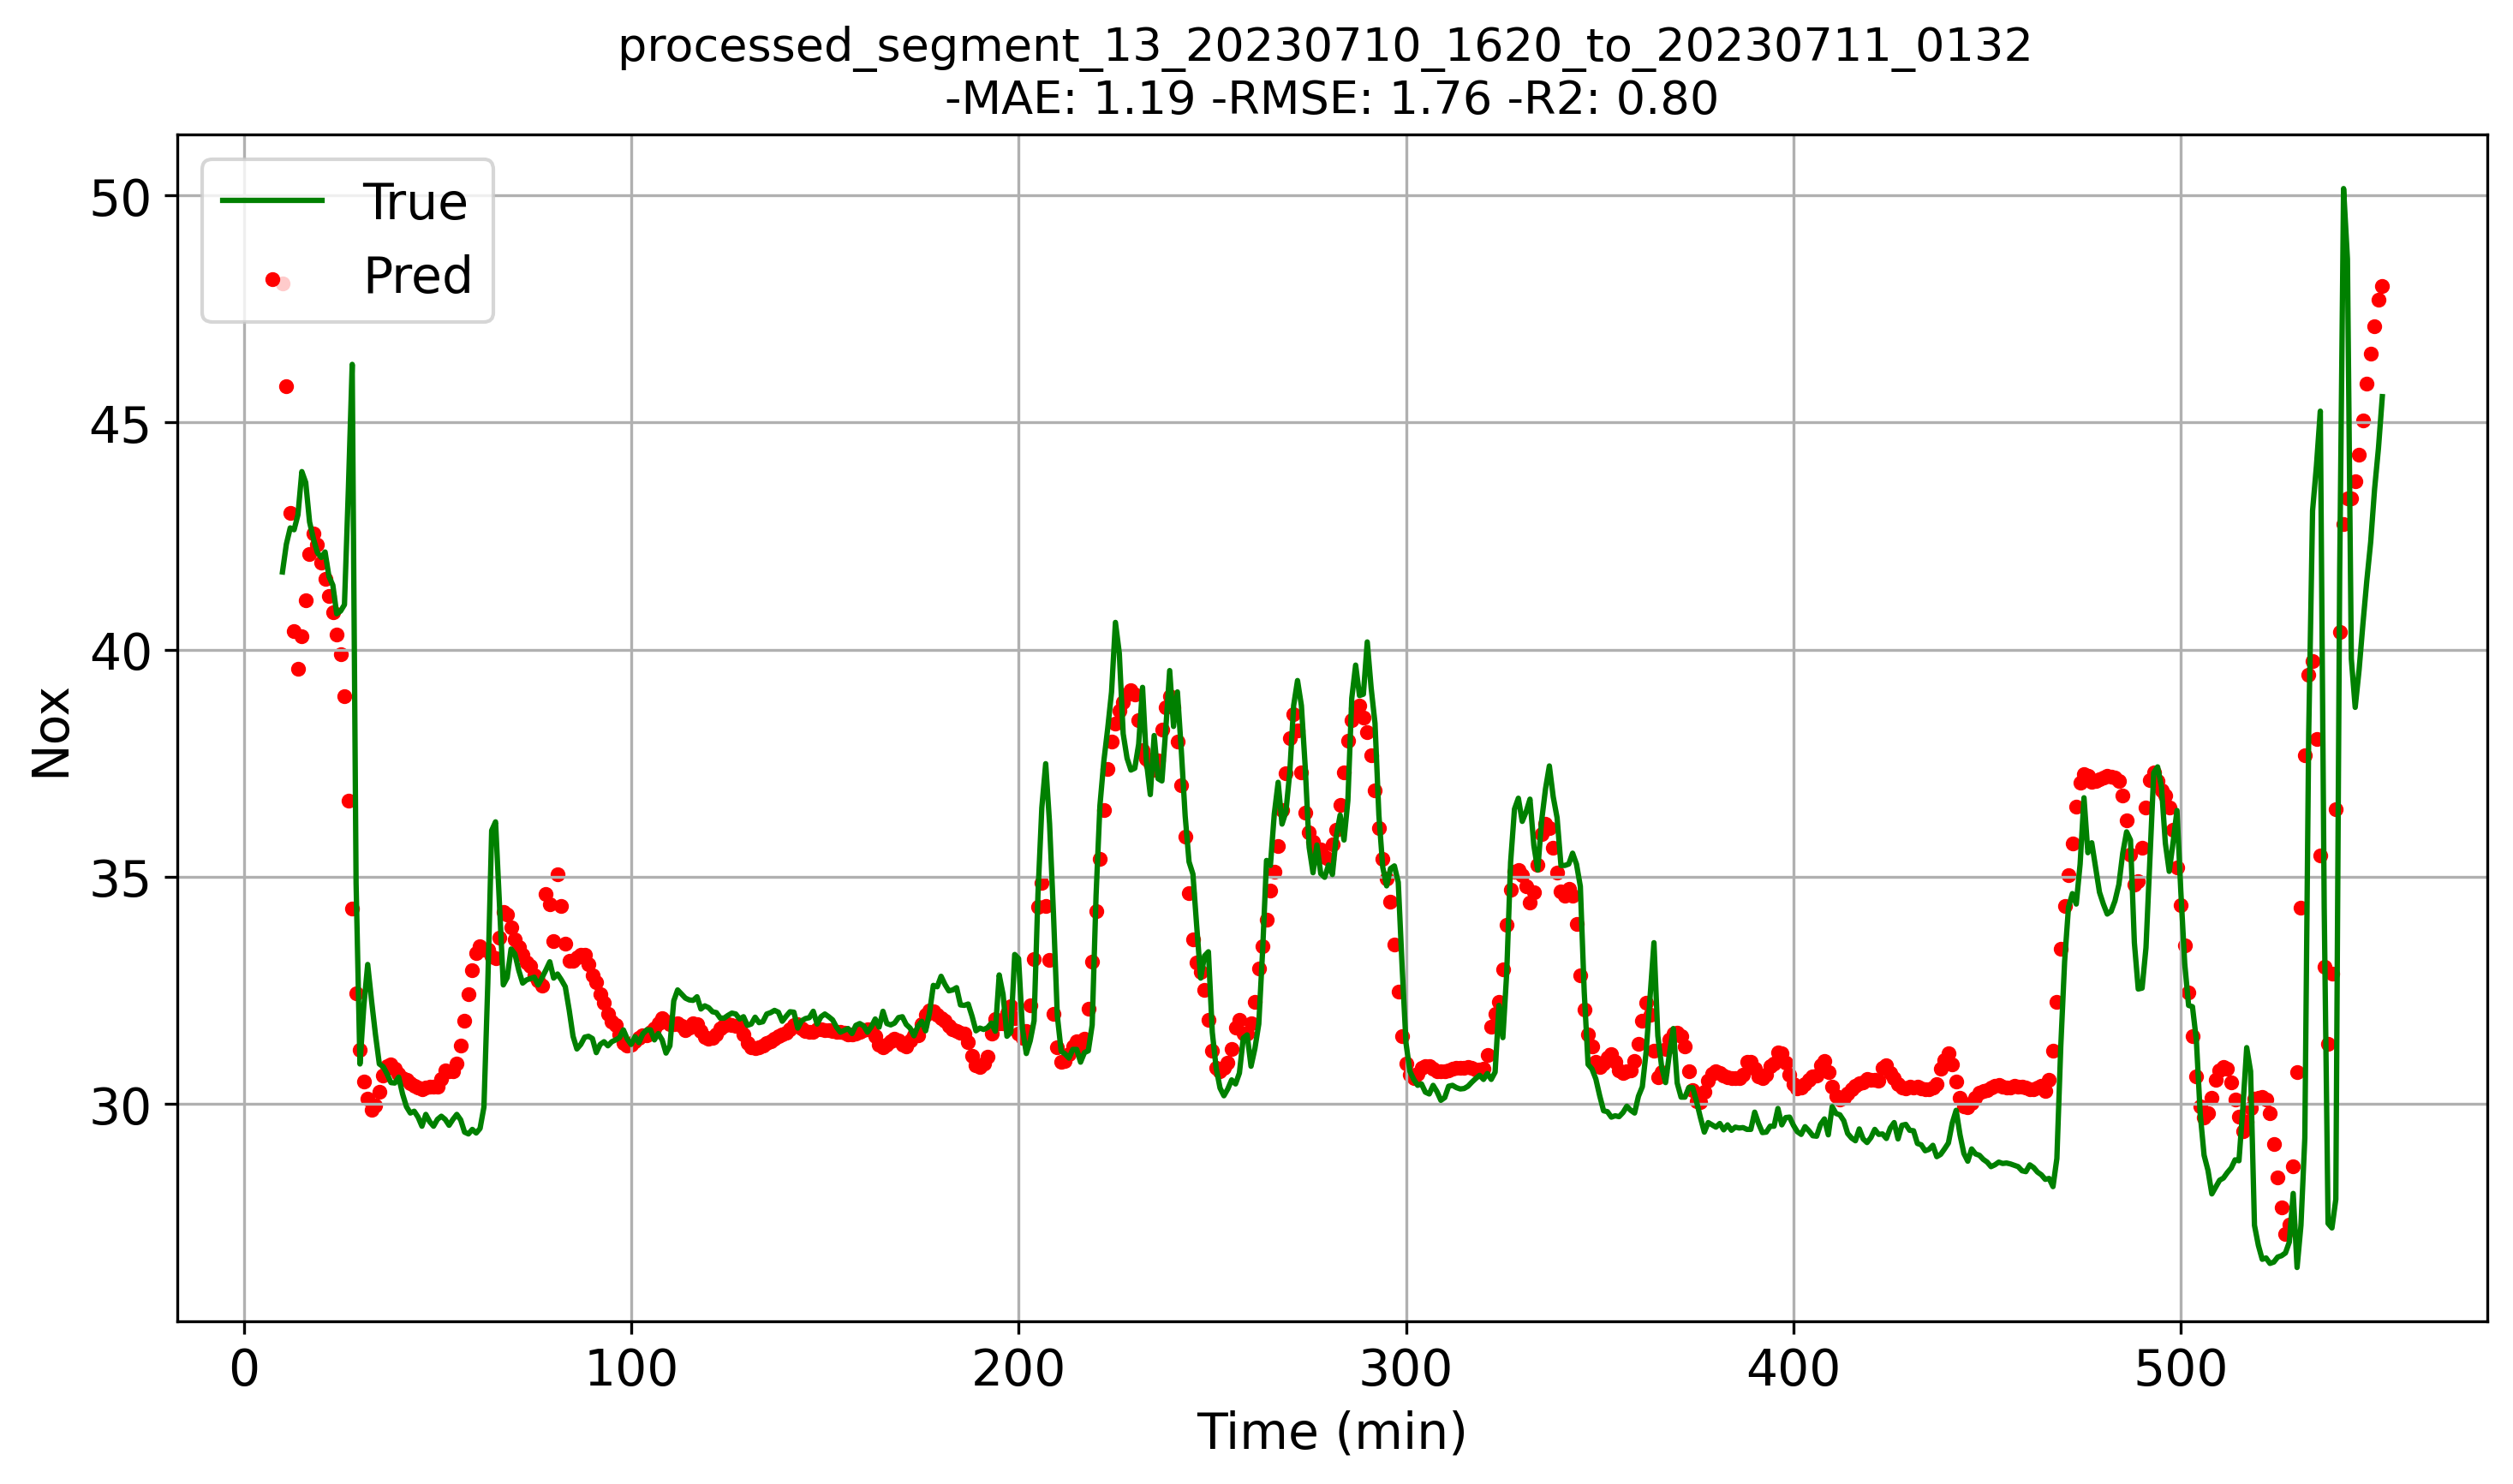 processed_segment_13_20230710_1620_to_20230711_0132
-MAE: 1.19 -RMSE: 1.76 -R2: 0.80
True
Pred
50
45
40
35
30
Nox
0 100 200 300 400 500
Time (min)